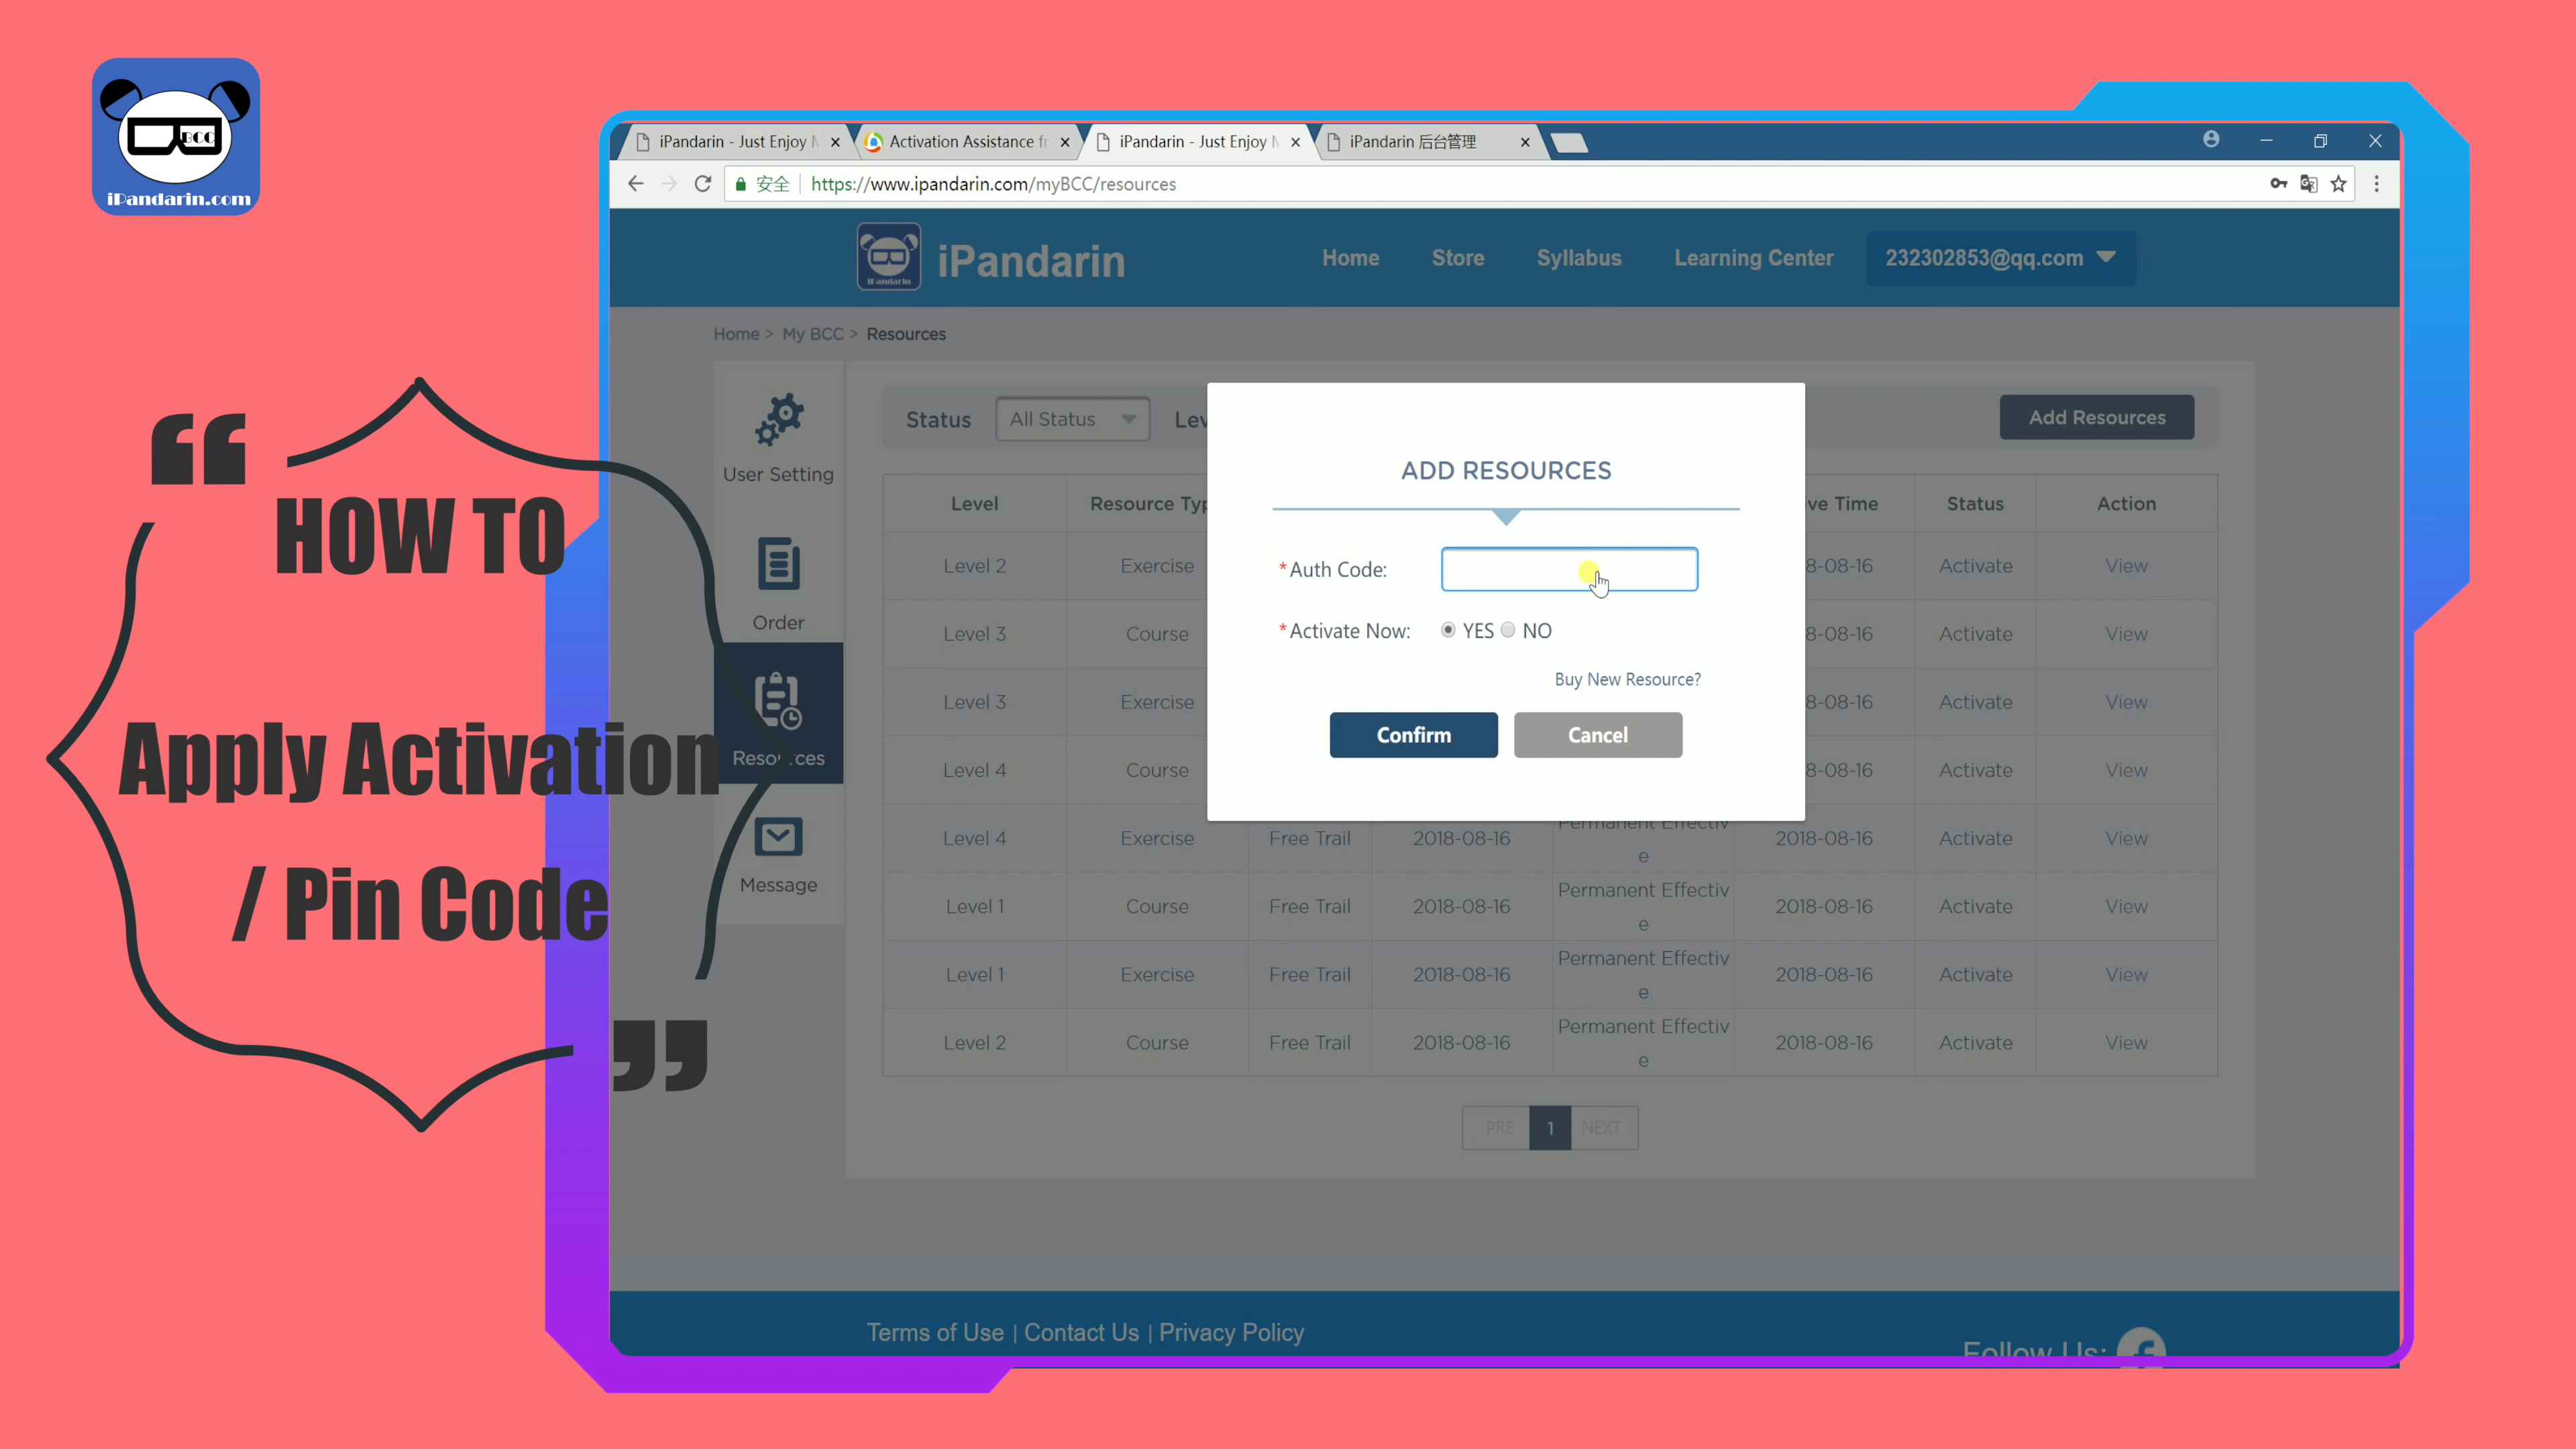 BCC
iPandarin.com
“
HOW TO
Apply Activation
/ Pin Code
”
iPandarin - Just Enjoy M
Activation Assistance fr
iPandarin - Just Enjoy M
iPandarin 后台管理
安全
https://www.ipandarin.com/myBCC/resources
iPandarin
Home Store Syllabus Learning Center 232302853@qq.com
Home > My BCC > Resources
User Setting
Order
Resources
Message
Status All Status Lev Add Resources
Level Resource Typ ve Time Status Action
Level 2 Exercise 8-08-16 Activate View
Level 3 Course 8-08-16 Activate View
Level 3 Exercise 8-08-16 Activate View
Level 4 Course 8-08-16 Activate View
Level 4 Exercise Free Trail 2018-08-16 Permanent Effectiv e 2018-08-16 Activate View
Level 1 Course Free Trail 2018-08-16 Permanent Effectiv e 2018-08-16 Activate View
Level 1 Exercise Free Trail 2018-08-16 Permanent Effectiv e 2018-08-16 Activate View
Level 2 Course Free Trail 2018-08-16 Permanent Effectiv e 2018-08-16 Activate View
PRE 1 NEXT
ADD RESOURCES
*Auth Code:
*Activate Now: YES NO
Buy New Resource?
Confirm Cancel
Terms of Use | Contact Us | Privacy Policy
Follow Us: